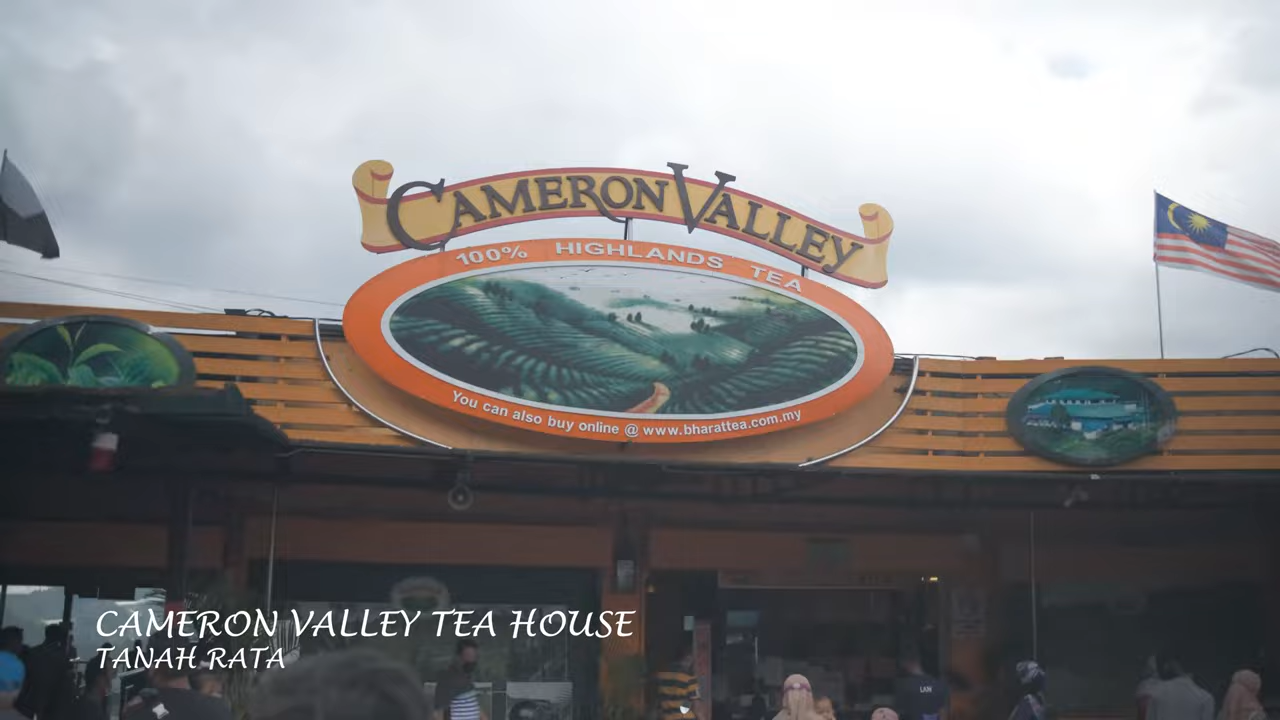 CAMERON VALLEY
100% HIGHLANDS TEA
You can also buy online @ www.bharattea.com.my
LAN
CAMERON VALLEY TEA HOUSE
TANAH RATA